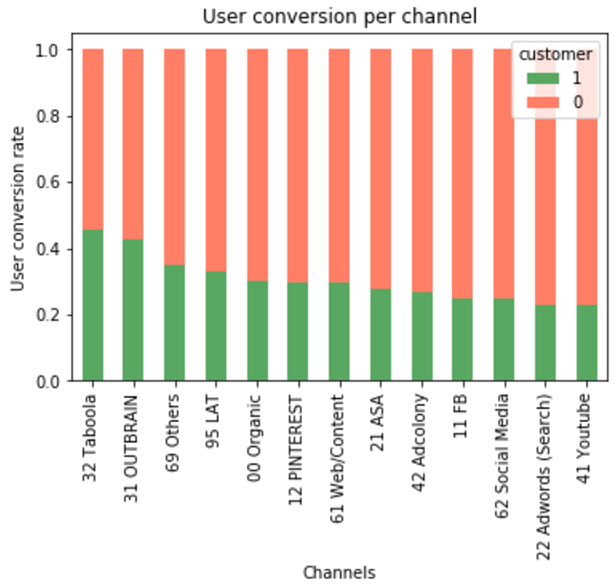 User conversion per channel
customer
1
0
User conversion rate
1.0
0.8
0.6
0.4
0.2
0.0
32 Taboola
31 OUTBRAIN
69 Others
95 LAT
00 Organic
12 PINTEREST
61 Web/Content
21 ASA
42 Adcolony
11 FB
62 Social Media
22 Adwords (Search)
41 Youtube
Channels